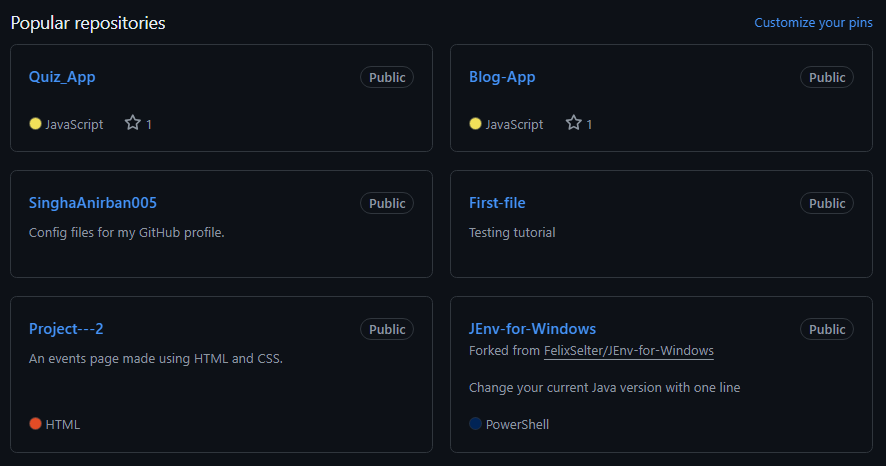 Popular repositories
Customize your pins
Quiz_App
Public
JavaScript
1
Blog-App
Public
JavaScript
1
SinghaAnirban005
Public
Config files for my GitHub profile.
First-file
Public
Testing tutorial
Project---2
Public
An events page made using HTML and CSS.
HTML
JEnv-for-Windows
Public
Forked from FelixSelter/JEnv-for-Windows
Change your current Java version with one line
PowerShell